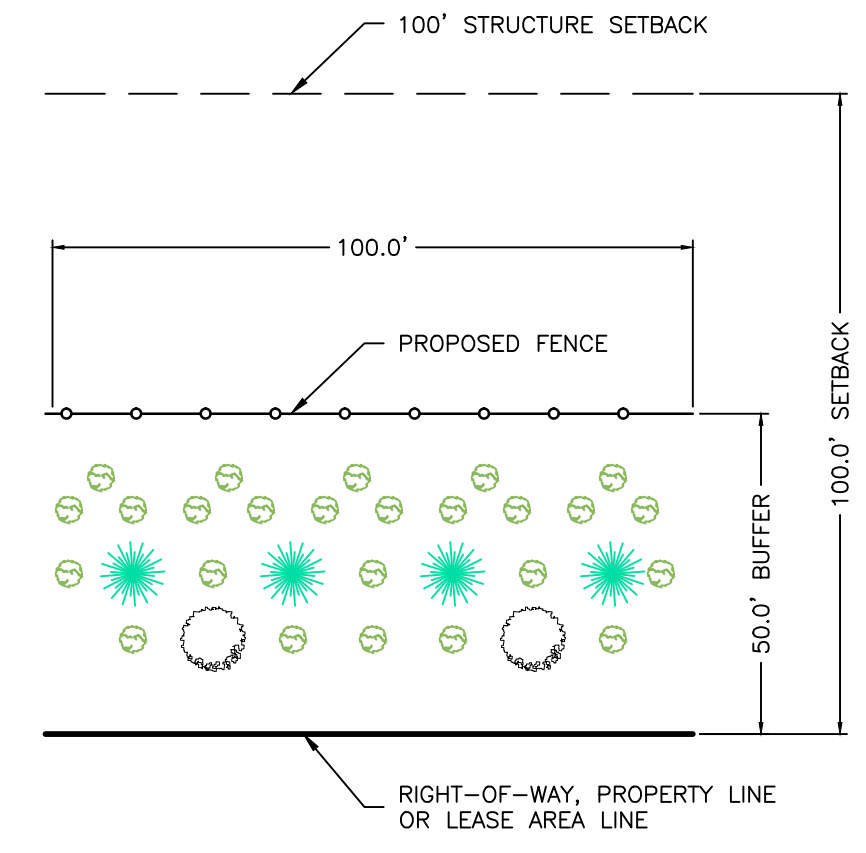 100' STRUCTURE SETBACK
100.0'
PROPOSED FENCE
100.0' SETBACK
50.0' BUFFER
RIGHT-OF-WAY, PROPERTY LINE
OR LEASE AREA LINE